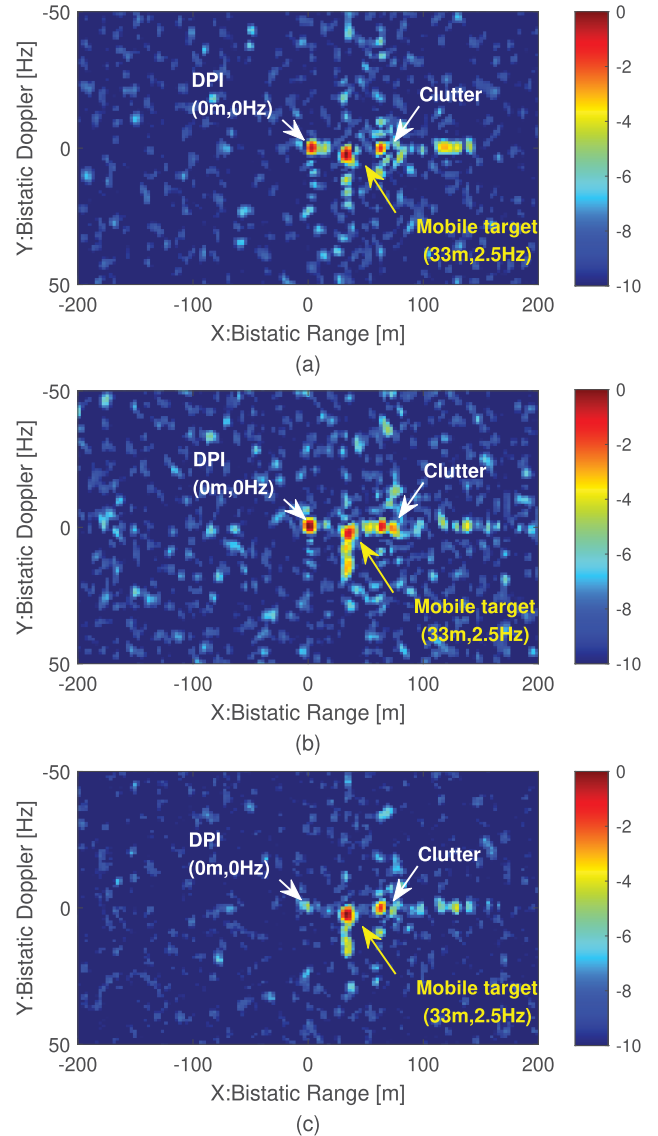 -50
0
50
Y:Bistatic Doppler [Hz]
DPI
(0m,0Hz)
Clutter
Mobile target
(33m,2.5Hz)
-200
-100
0
100
200
X:Bistatic Range [m]
0
-2
-4
-6
-8
-10
(a)
-50
0
50
Y:Bistatic Doppler [Hz]
DPI
(0m,0Hz)
Clutter
Mobile target
(33m,2.5Hz)
-200
-100
0
100
200
X:Bistatic Range [m]
0
-2
-4
-6
-8
-10
(b)
-50
0
50
Y:Bistatic Doppler [Hz]
DPI
(0m,0Hz)
Clutter
Mobile target
(33m,2.5Hz)
-200
-100
0
100
200
X:Bistatic Range [m]
0
-2
-4
-6
-8
-10
(c)